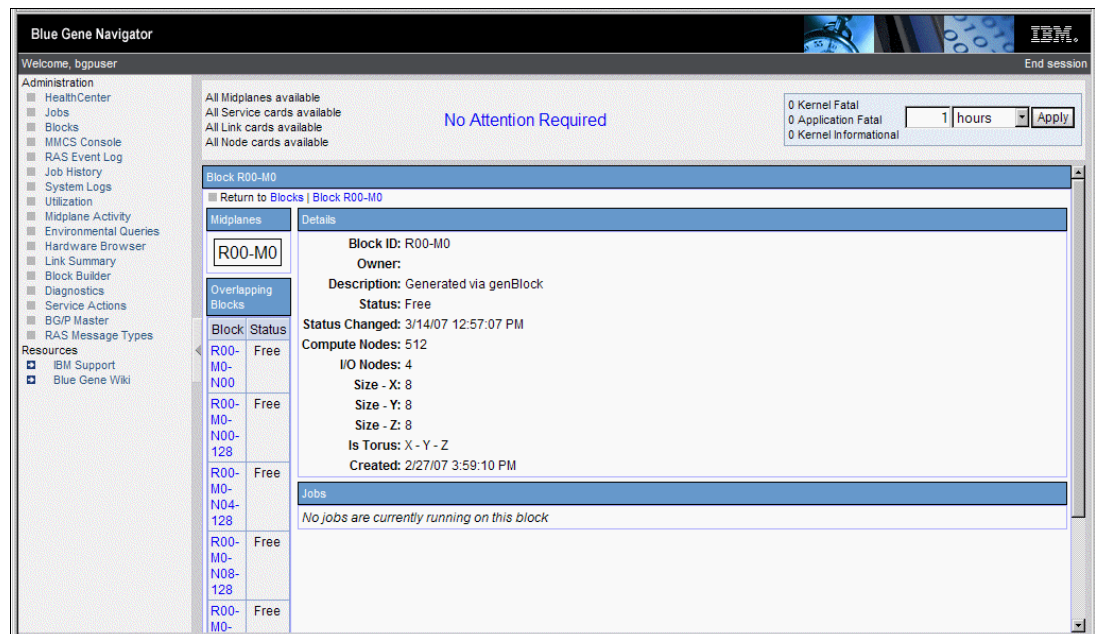 Blue Gene Navigator
IBM.
Welcome, bgpuser
End session
Administration
HealthCenter
Jobs
Blocks
MMCS Console
RAS Event Log
Job History
System Logs
Utilization
Midplane Activity
Environmental Queries
Hardware Browser
Link Summary
Block Builder
Diagnostics
Service Actions
BG/P Master
RAS Message Types
Resources
IBM Support
Blue Gene Wiki
All Midplanes available
All Service cards available
All Link cards available
All Node cards available
No Attention Required
0 Kernel Fatal
0 Application Fatal
0 Kernel Informational
1 hours Apply
Block R00-M0
Return to Blocks | Block R00-M0
Midplanes
R00-M0
Overlapping
Blocks
Block Status
R00- Free
M0-
N00
R00- Free
M0-
N00-
128
R00- Free
M0-
N04-
128
R00- Free
M0-
N08-
128
R00- Free
M0-
Details
Block ID: R00-M0
Owner:
Description: Generated via genBlock
Status: Free
Status Changed: 3/14/07 12:57:07 PM
Compute Nodes: 512
I/O Nodes: 4
Size - X: 8
Size - Y: 8
Size - Z: 8
Is Torus: X - Y - Z
Created: 2/27/07 3:59:10 PM
Jobs
No jobs are currently running on this block